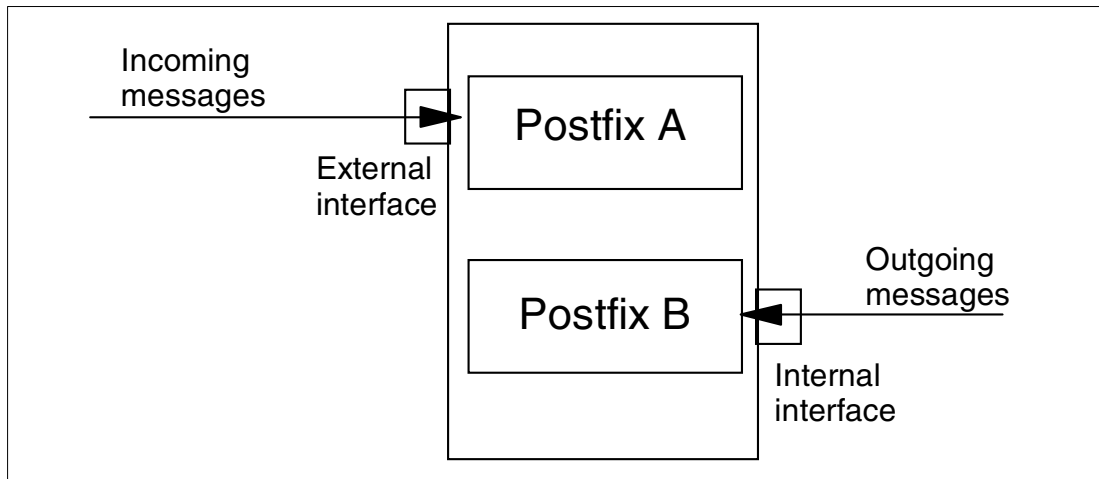 Incoming
messages
Postfix A
External
interface
Outgoing
messages
Postfix B
Internal
interface